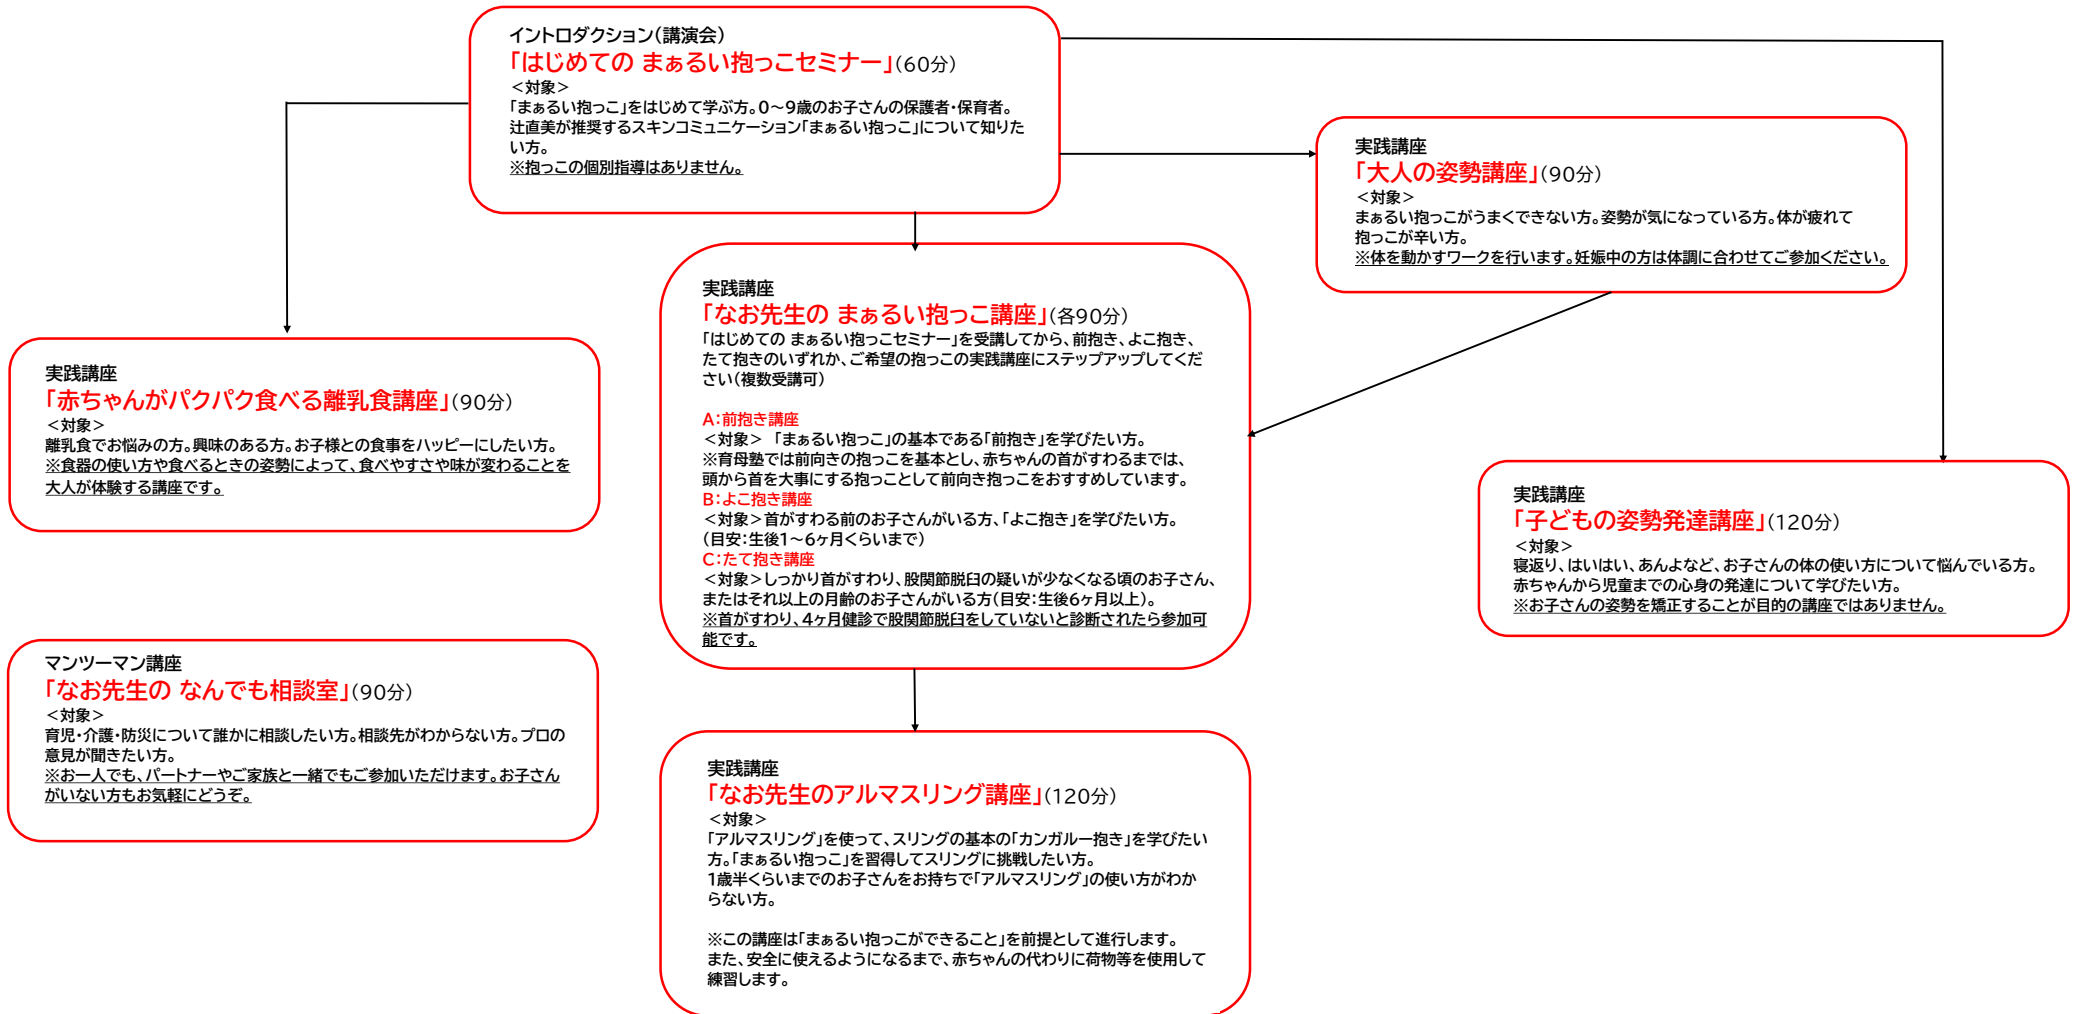 イントロダクション(講演会)
「はじめての まぁるい抱っこセミナー」(60分)
<対象>
「まぁるい抱っこ」をはじめて学ぶ方。0～9歳のお子さんの保護者・保育者。
辻直美が推奨するスキンコミュニケーション「まぁるい抱っこ」について知りた
い方。
※抱っこの個別指導はありません。
実践講座
「大人の姿勢講座」(90分)
<対象>
まぁるい抱っこがうまくできない方。姿勢が気になっている方。体が疲れて
抱っこが辛い方。
※体を動かすワークを行います。妊娠中の方は体調に合わせてご参加ください。
実践講座
「なお先生の まぁるい抱っこ講座」(各90分)
「はじめての まぁるい抱っこセミナー」を受講してから、前抱き、よこ抱き、
たて抱きのいずれか、ご希望の抱っこの実践講座にステップアップしてくだ
さい(複数受講可)
A:前抱き講座
<対象> 「まぁるい抱っこ」の基本である「前抱き」を学びたい方。
※育母塾では前向きの抱っこを基本とし、赤ちゃんの首がすわるまでは、
頭から首を大事にする抱っことして前向き抱っこをおすすめしています。
B:よこ抱き講座
<対象>首がすわる前のお子さんがいる方、「よこ抱き」を学びたい方。
(目安:生後1～6ヶ月くらいまで)
C:たて抱き講座
<対象>しっかり首がすわり、股関節脱臼の疑いが少なくなる頃のお子さん、
またはそれ以上の月齢のお子さんがいる方(目安:生後6ヶ月以上)。
※首がすわり、4ヶ月健診で股関節脱臼をしていないと診断されたら参加可
能です。
実践講座
「赤ちゃんがパクパク食べる離乳食講座」(90分)
<対象>
離乳食でお悩みの方。興味のある方。お子様との食事をハッピーにしたい方。
※食器の使い方や食べるときの姿勢によって、食べやすさや味が変わることを
大人が体験する講座です。
実践講座
「子どもの姿勢発達講座」(120分)
<対象>
寝返り、はいはい、あんよなど、お子さんの体の使い方について悩んでいる方。
赤ちゃんから児童までの心身の発達について学びたい方。
※お子さんの姿勢を矯正することが目的の講座ではありません。
マンツーマン講座
「なお先生の なんでも相談室」(90分)
<対象>
育児・介護・防災について誰かに相談したい方。相談先がわからない方。プロの
意見が聞きたい方。
※お一人でも、パートナーやご家族と一緒でもご参加いただけます。お子さん
がいない方もお気軽にどうぞ。
実践講座
「なお先生のアルマスリング講座」(120分)
<対象>
「アルマスリング」を使って、スリングの基本の「カンガルー抱き」を学びたい
方。「まぁるい抱っこ」を習得してスリングに挑戦したい方。
1歳半くらいまでのお子さんをお持ちで「アルマスリング」の使い方がわか
らない方。
※この講座は「まぁるい抱っこができること」を前提として進行します。
また、安全に使えるようになるまで、赤ちゃんの代わりに荷物等を使用して
練習します。